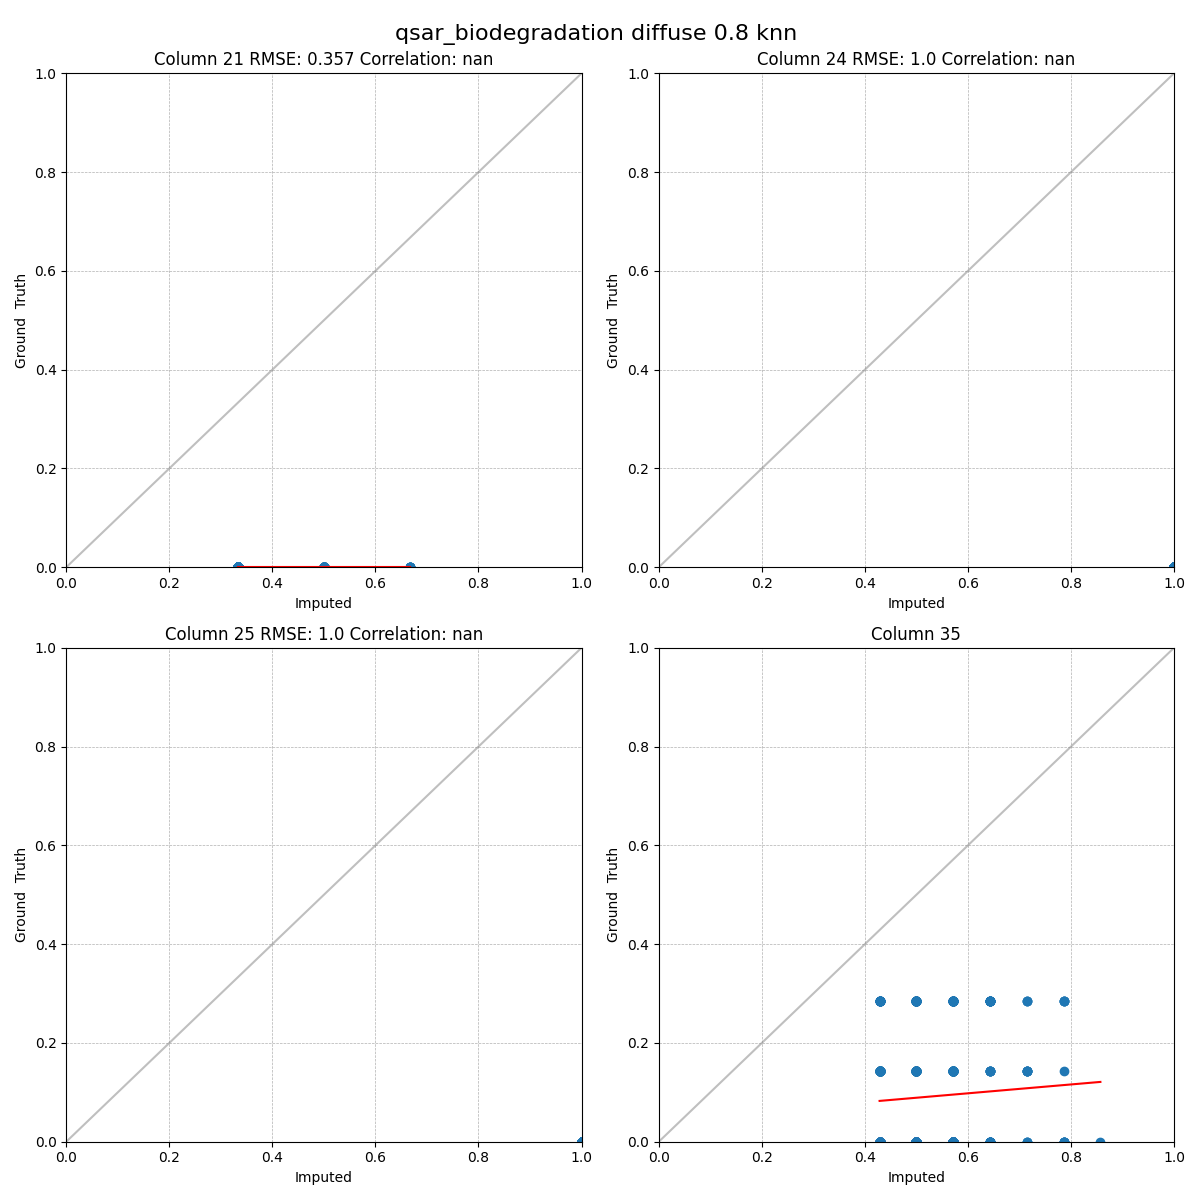 qsar_biodegradation diffuse 0.8 knn
Column 21 RMSE: 0.357 Correlation: nan
1.0
0.8
0.6
0.4
0.2
0.0
Ground Truth
0.0 0.2 0.4 0.6 0.8 1.0
Imputed
Column 24 RMSE: 1.0 Correlation: nan
1.0
0.8
0.6
0.4
0.2
0.0
Ground Truth
0.0 0.2 0.4 0.6 0.8 1.0
Imputed
Column 25 RMSE: 1.0 Correlation: nan
1.0
0.8
0.6
0.4
0.2
0.0
Ground Truth
0.0 0.2 0.4 0.6 0.8 1.0
Imputed
Column 35
1.0
0.8
0.6
0.4
0.2
0.0
Ground Truth
0.0 0.2 0.4 0.6 0.8 1.0
Imputed